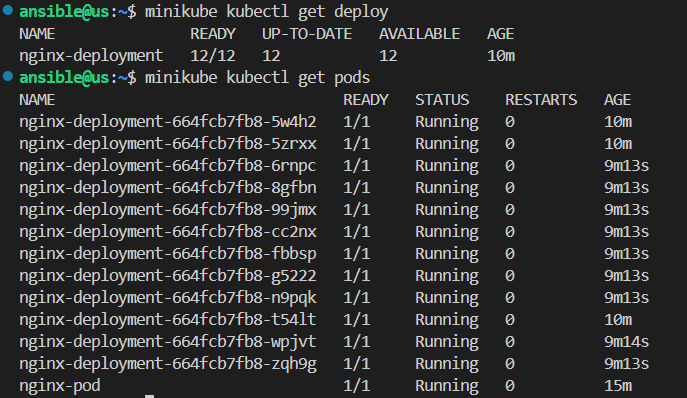 ansible@us:~$ minikube kubectl get deploy
NAME READY UP-TO-DATE AVAILABLE AGE
nginx-deployment 12/12 12 12 10m
ansible@us:~$ minikube kubectl get pods
NAME READY STATUS RESTARTS AGE
nginx-deployment-664fcb7fb8-5w4h2 1/1 Running 0 10m
nginx-deployment-664fcb7fb8-5zrxx 1/1 Running 0 10m
nginx-deployment-664fcb7fb8-6rnpc 1/1 Running 0 9m13s
nginx-deployment-664fcb7fb8-8gfbn 1/1 Running 0 9m13s
nginx-deployment-664fcb7fb8-99jmx 1/1 Running 0 9m13s
nginx-deployment-664fcb7fb8-cc2nx 1/1 Running 0 9m13s
nginx-deployment-664fcb7fb8-fbbsp 1/1 Running 0 9m13s
nginx-deployment-664fcb7fb8-g5222 1/1 Running 0 9m13s
nginx-deployment-664fcb7fb8-n9pqk 1/1 Running 0 9m13s
nginx-deployment-664fcb7fb8-t54lt 1/1 Running 0 10m
nginx-deployment-664fcb7fb8-wpjvt 1/1 Running 0 9m14s
nginx-deployment-664fcb7fb8-zqh9g 1/1 Running 0 9m13s
nginx-pod 1/1 Running 0 15m